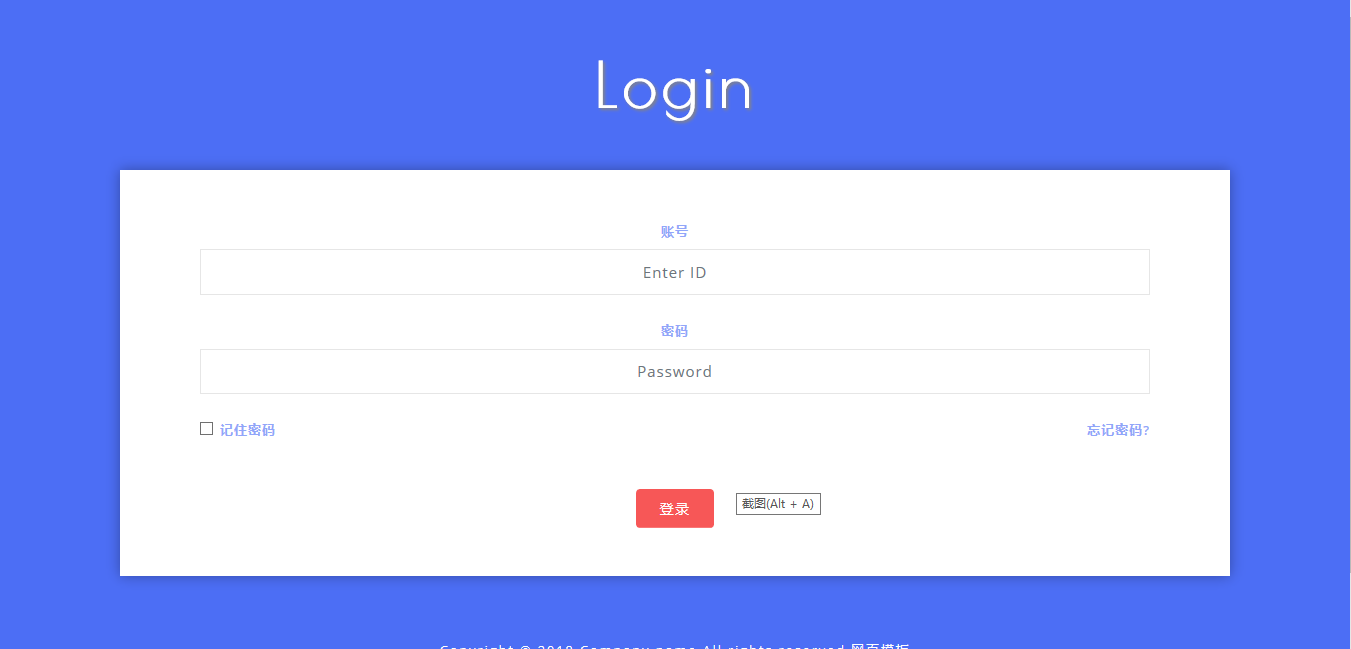 Login
账号
Enter ID
密码
Password
记住密码 忘记密码?
登录 截图(Alt + A)
Copyright © 2018 Company name All rights reserved 网页模板